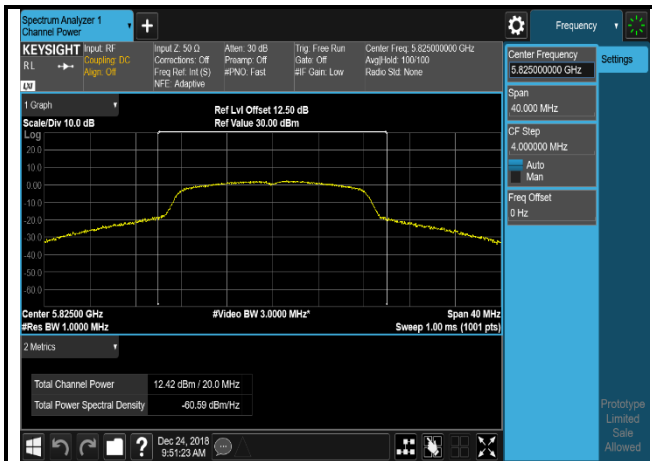 Spectrum Analyzer 1
Channel Power
Frequency
KEYSIGHT
RL
LXI
Input: RF
Coupling: DC
Align: Off
Input Z: 50 Ω
Corrections: Off
Freq Ref: Int (S)
NFE: Adaptive
Atten: 30 dB
Preamp: Off
#PNO: Fast
Trig: Free Run
Gate: Off
#IF Gain: Low
Center Freq: 5.825000000 GHz
Avg|Hold: 100/100
Radio Std: None
Center Frequency
5.825000000 GHz
Settings
Span
40.000 MHz
CF Step
4.000000 MHz
Auto
Man
Freq Offset
0 Hz
1 Graph
Scale/Div 10.0 dB
Ref Lvl Offset 12.50 dB
Ref Value 30.00 dBm
Log
20.0
10.0
0.00
-10.0
-20.0
-30.0
-40.0
-50.0
-60.0
Center 5.82500 GHz
#Video BW 3.0000 MHz*
Span 40 MHz
#Res BW 1.0000 MHz
Sweep 1.00 ms (1001 pts)
2 Metrics
Total Channel Power 12.42 dBm / 20.0 MHz
Total Power Spectral Density -60.59 dBm/Hz
Prototype
Limited
Sale
Allowed
?
Dec 24, 2018
9:51:23 AM